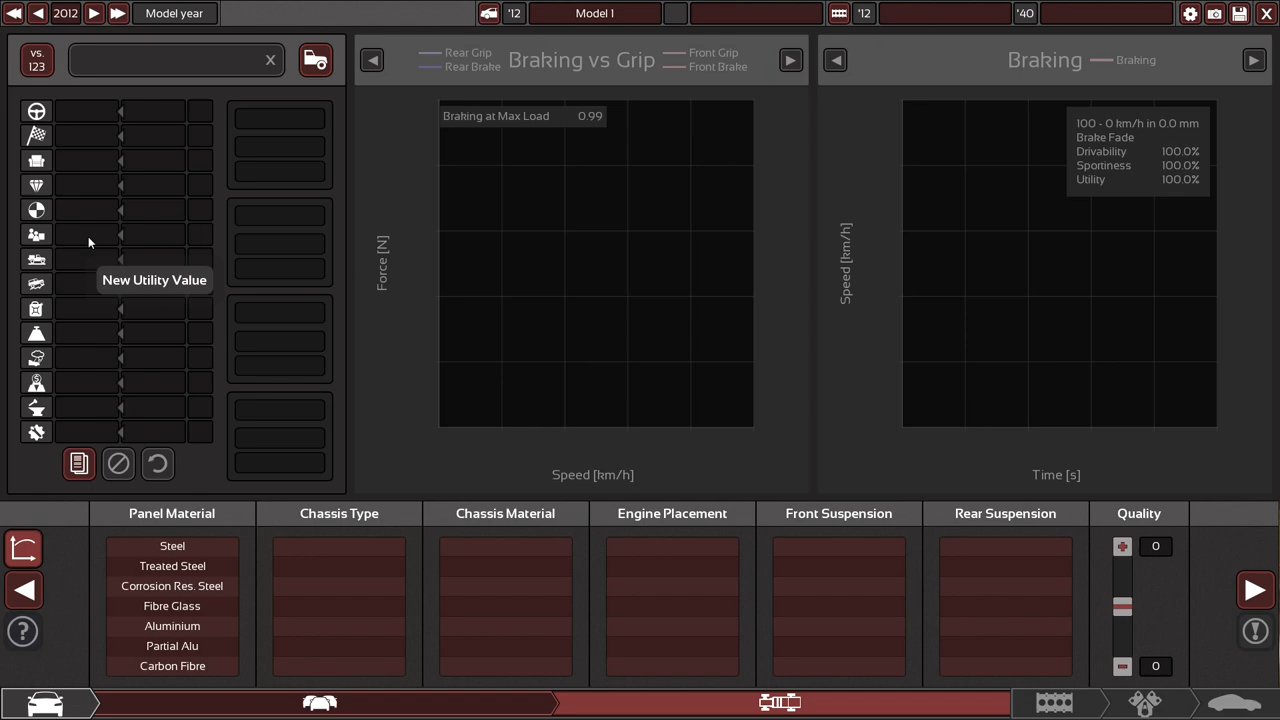 2012
Model year
'12
Model 1
'12
'40
vs.
123
x
Rear Grip
Rear Brake
Braking vs Grip
Front Grip
Front Brake
Braking
Braking
Braking at Max Load 0.99
100 - 0 km/h in 0.0 mm
Brake Fade
Drivability 100.0%
Sportiness 100.0%
Utility 100.0%
New Utility Value
Force [N]
Speed [km/h]
Speed [km/h]
Time [s]
Panel Material
Chassis Type
Chassis Material
Engine Placement
Front Suspension
Rear Suspension
Quality
Steel
Treated Steel
Corrosion Res. Steel
Fibre Glass
Aluminium
Partial Alu
Carbon Fibre
0
0